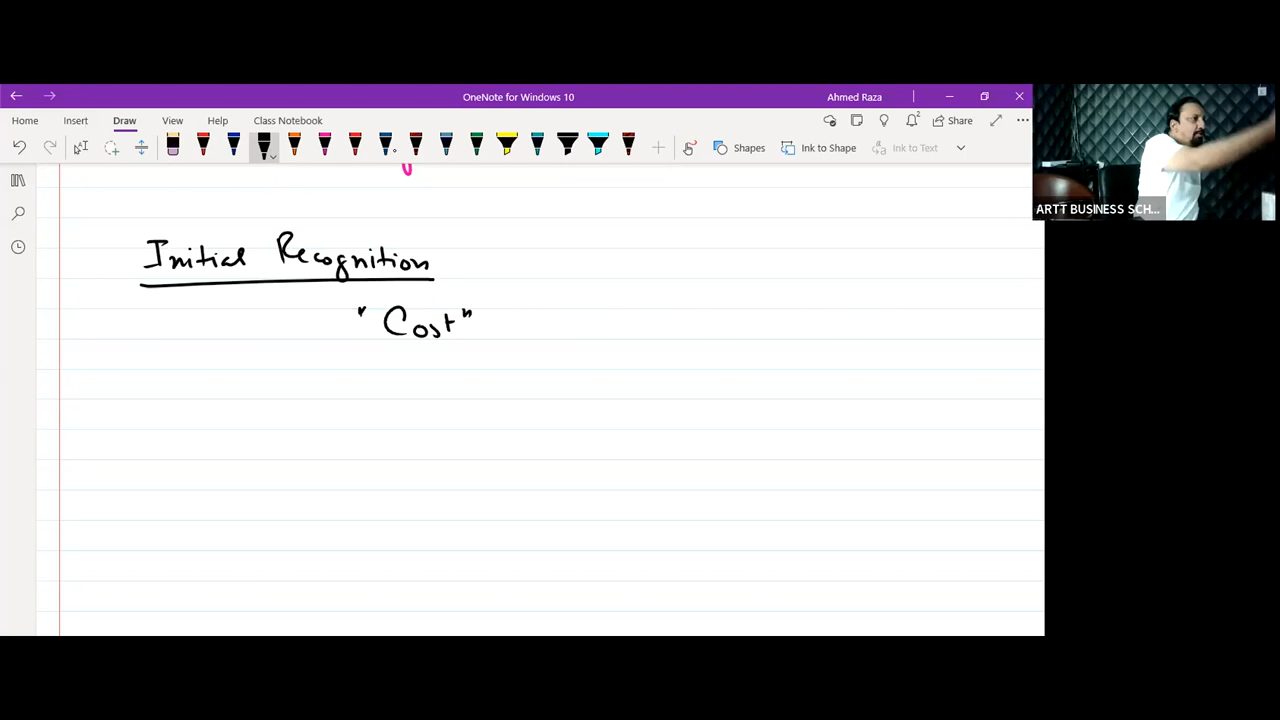 OneNote for Windows 10
Ahmed Raza
Home Insert Draw View Help Class Notebook
Share
Shapes Ink to Shape Ink to Text
ARTT BUSINESS SCH...
Initial Recognition
"Cost"